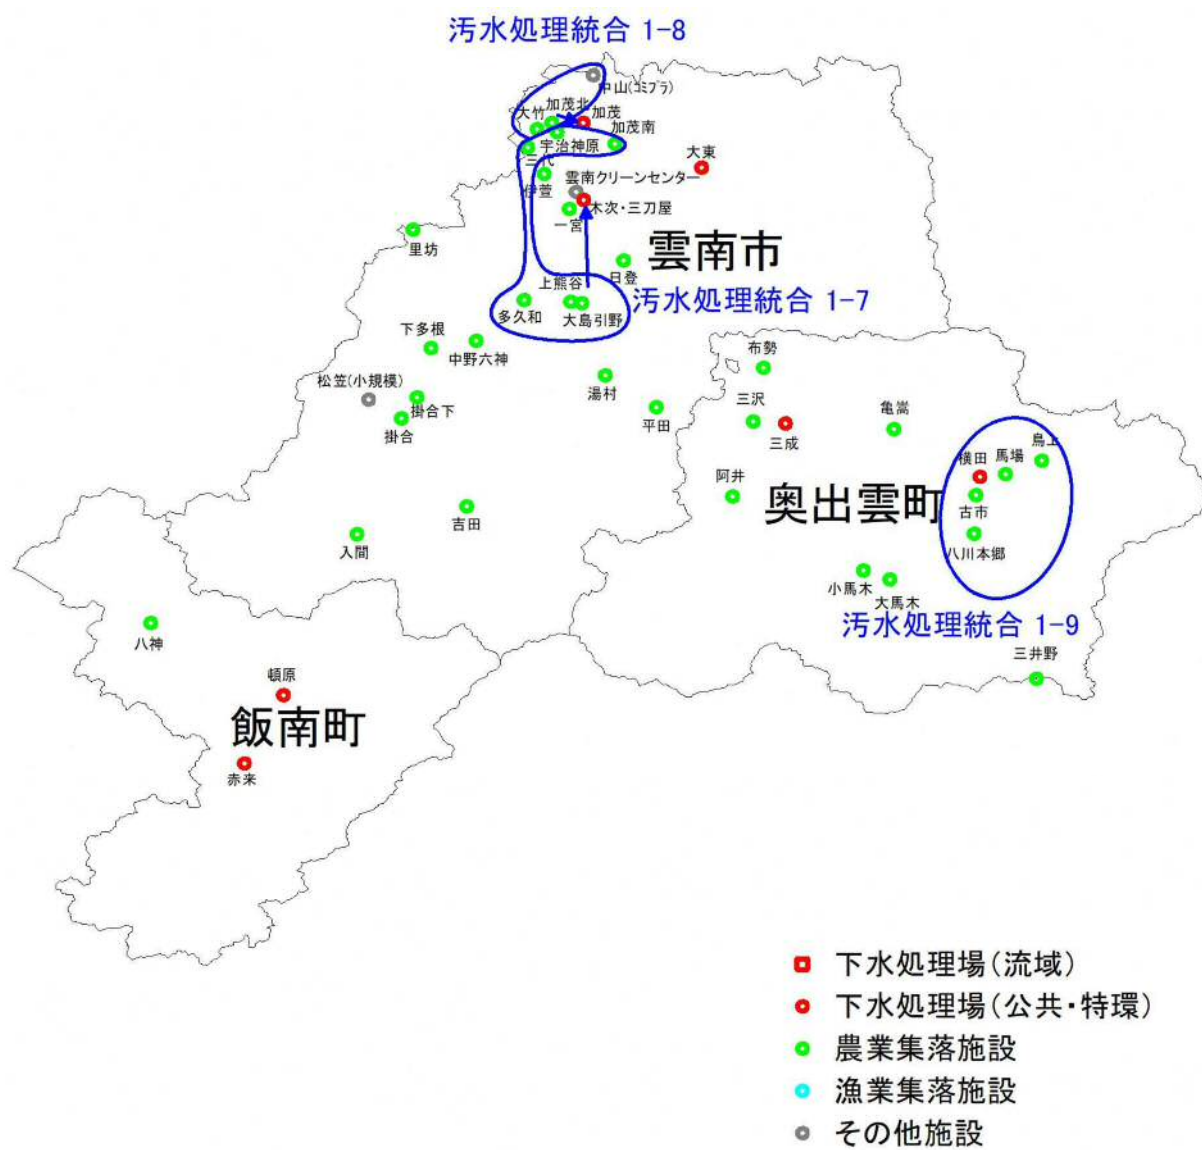 汚水処理統合 1-8
中山(ｺﾐﾌﾟﾗ)
加茂北
大竹
加茂
加茂南
宇治神原
三代
大東
伊萱
雲南クリーンセンター
木次・三刀屋
一宮
里坊
雲南市
日登
上熊谷
汚水処理統合 1-7
多久和
大島引野
下多根
中野六神
布勢
松笠(小規模)
湯村
掛合下
三沢
亀嵩
平田
掛合
三成
鳥上
横田
馬場
阿井
奥出雲町
古市
吉田
入間
八川本郷
小馬木
大馬木
汚水処理統合 1-9
八神
三井野
頓原
飯南町
赤来
下水処理場(流域)
下水処理場(公共・特環)
農業集落施設
漁業集落施設
その他施設